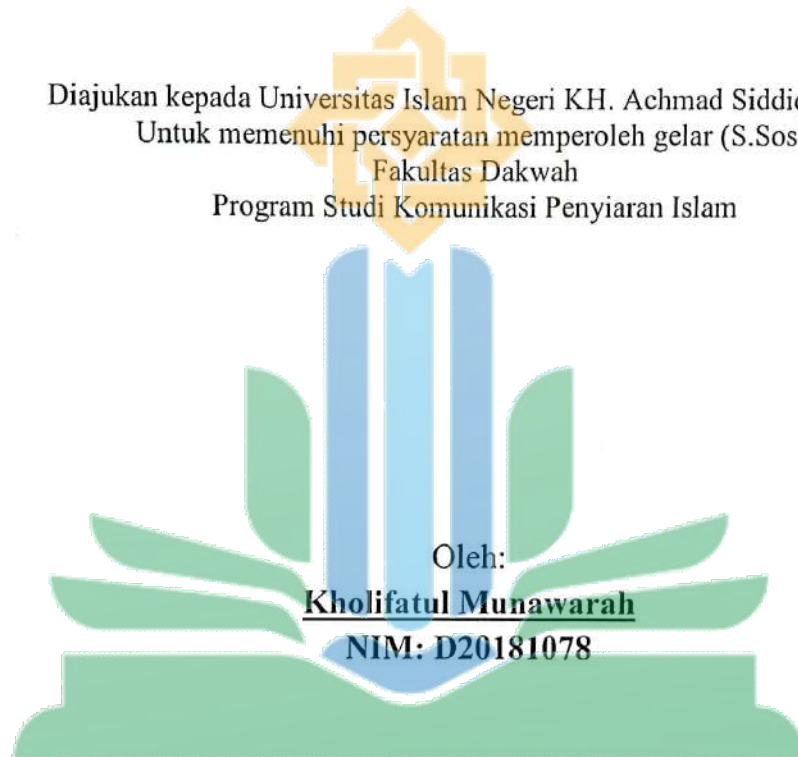 Diajukan kepada Universitas Islam Negeri KH. Achmad
Untuk memenuhi persyaratan memperoleh gelar (S.Sos
Fakultas Dakwah
Program Studi Komunikasi Penyiaran Islam
Oleh:
Kholifatul Munawarah
NIM: D20181078